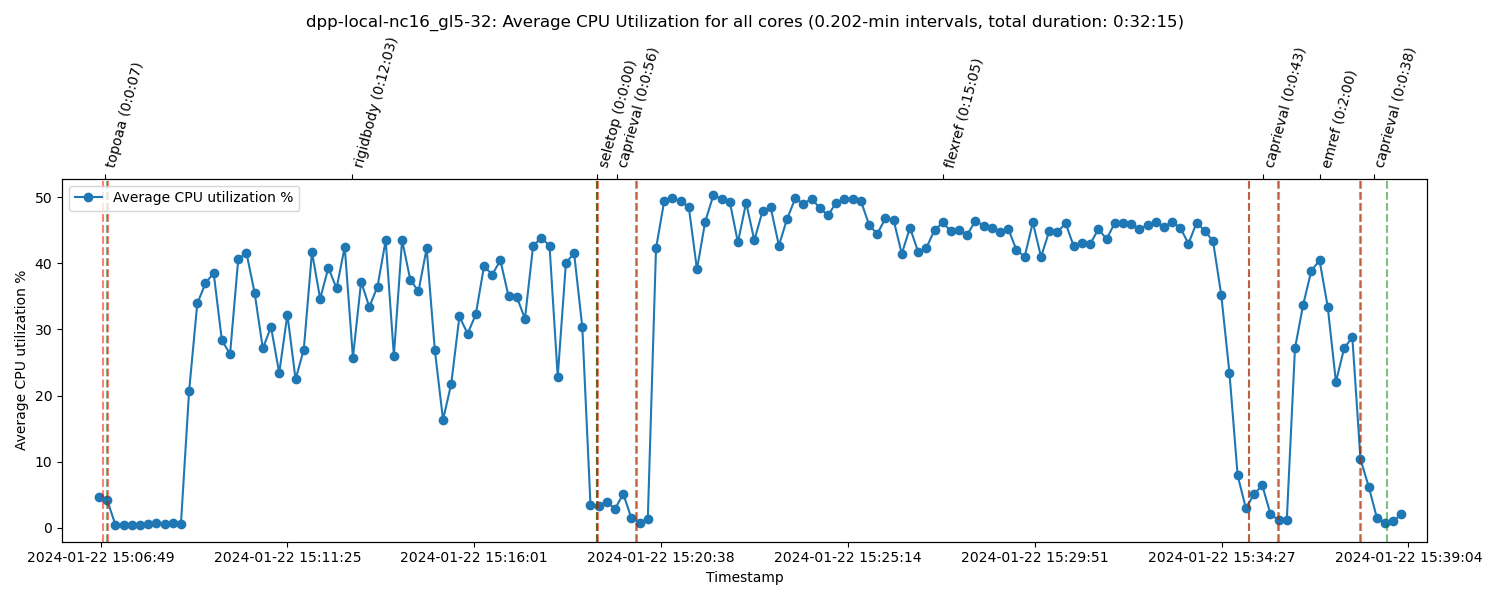 dpp-local-nc16_gl5-32: Average CPU Utilization for all cores (0.202-min intervals, total duration: 0:32:15)
topoaa (0:0:07)
rigidbody (0:12:03)
seletop (0:0:00)
caprieval (0:0:56)
flexref (0:15:05)
caprieval (0:0:43)
emref (0:2:00)
caprieval (0:0:38)
Average CPU utilization %
50
40
30
20
10
0
Average CPU utilization %
2024-01-22 15:06:49
2024-01-22 15:11:25
2024-01-22 15:16:01
2024-01-22 15:20:38
2024-01-22 15:25:14
2024-01-22 15:29:51
2024-01-22 15:34:27
2024-01-22 15:39:04
Timestamp